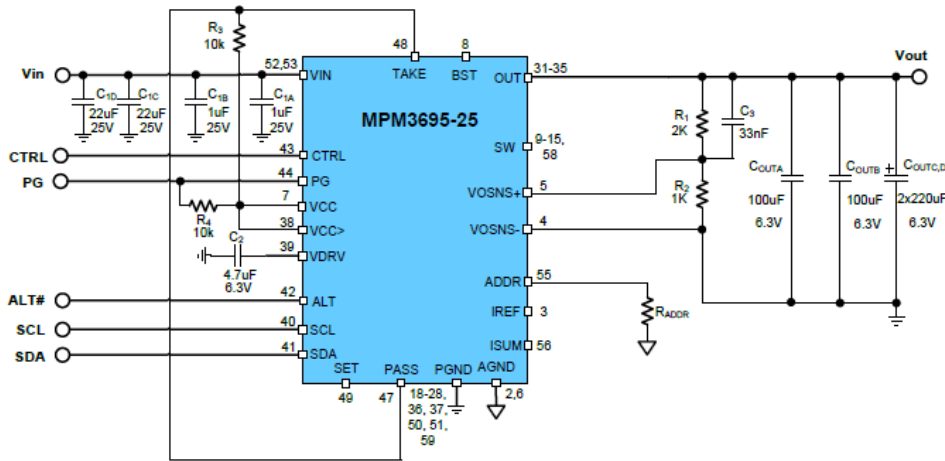 R3
10k
48
8
52,53
Vin
VIN
TAKE
BST
OUT
31-35
Vout
C1D
22uF
25V
C1C
22uF
25V
C1B
1uF
25V
C1A
1uF
25V
MPM3695-25
R1
2K
C3
33nF
SW
9-15,
58
CTRL
43
CTRL
PG
44
PG
VOSNS+
5
R4
10k
7
VCC
R2
1K
COUTA
100uF
6.3V
COUTB
100uF
6.3V
+
COUTC,D
2x220uF
6.3V
38
VCC>
VOSNS-
4
C2
4.7uF
6.3V
39
VDRV
ADDR
55
RADDR
ALT#
42
ALT
IREF
3
SCL
40
SCL
ISUM
56
SDA
41
SDA
SET
PASS
PGND
AGND
49
47
18-28,
36, 37,
50, 51,
59
2,6